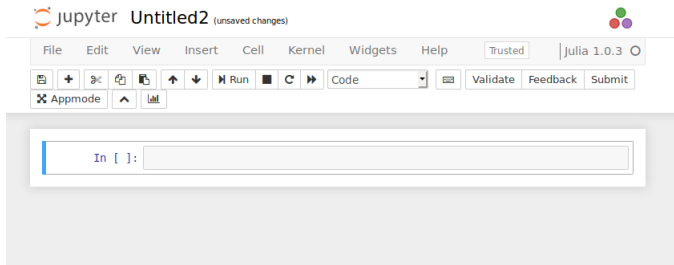 jupyter Untitled2 (unsaved changes)
File Edit View Insert Cell Kernel Widgets Help Trusted Julia 1.0.3
Run Code Validate Feedback Submit
Appmode
In [ ]: